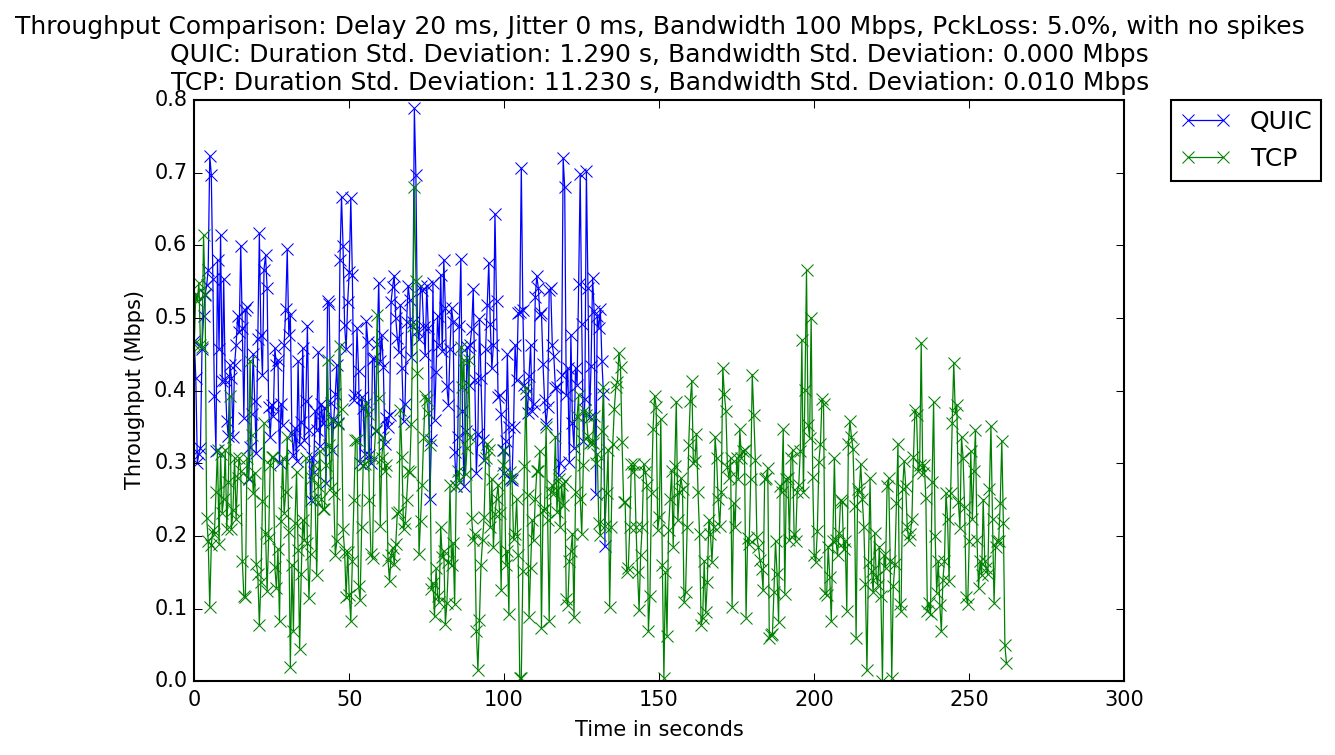 Throughput Comparison: Delay 20 ms, Jitter 0 ms, Bandwidth 100 Mbps, PckLoss: 5.0%, with no spikes
QUIC: Duration Std. Deviation: 1.290 s, Bandwidth Std. Deviation: 0.000 Mbps
TCP: Duration Std. Deviation: 11.230 s, Bandwidth Std. Deviation: 0.010 Mbps
QUIC
TCP
Throughput (Mbps)
0.8
0.7
0.6
0.5
0.4
0.3
0.2
0.1
0.0
0 50 100 150 200 250 300
Time in seconds